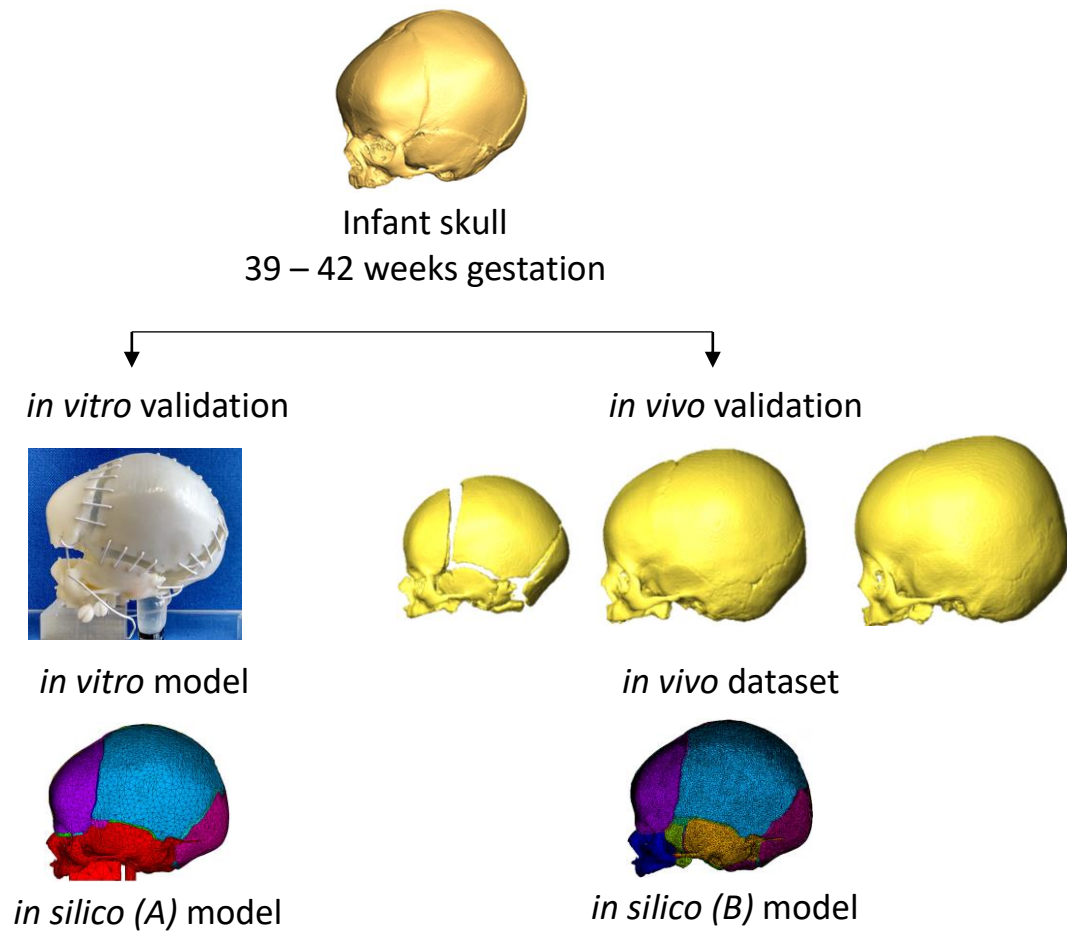 Infant skull
39 – 42 weeks gestation
in vitro validation
in vivo validation
in vitro model
in vivo dataset
in silico (A) model
in silico (B) model